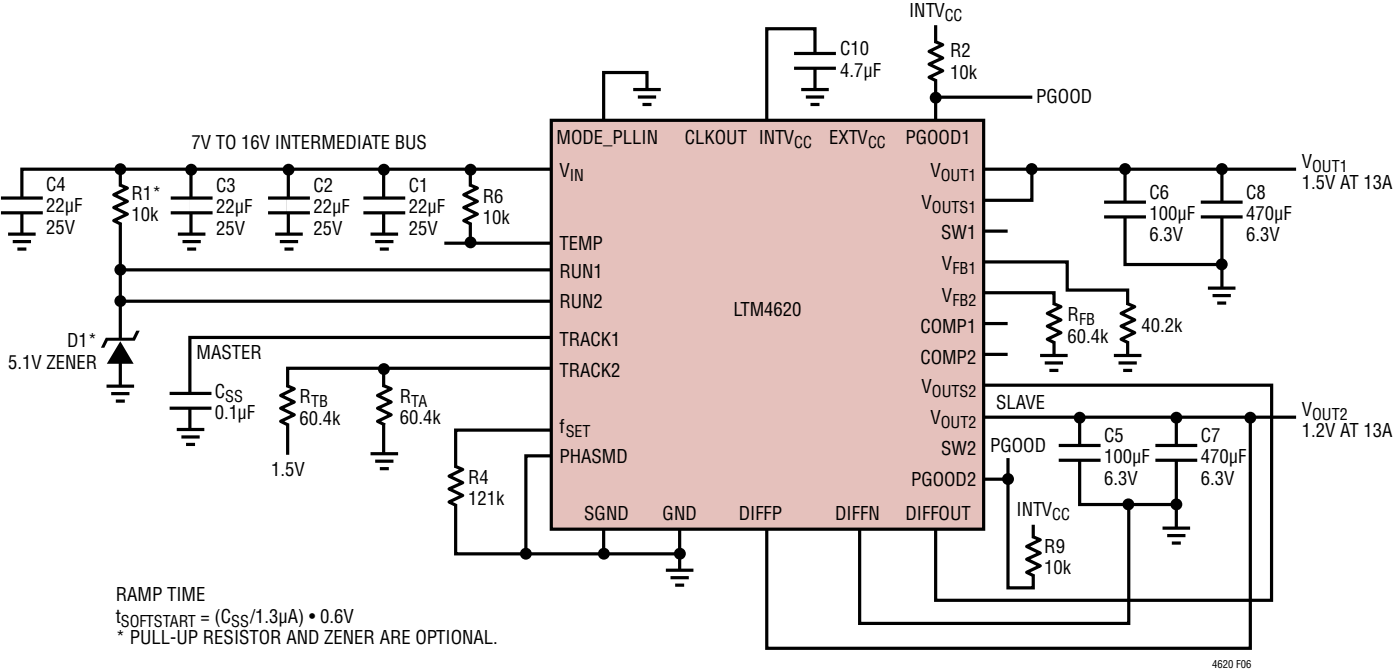 INTVCC
C10
4.7µF
R2
10k
PGOOD
7V TO 16V INTERMEDIATE BUS
MODE_PLLIN
CLKOUT
INTVCC
EXTVCC
PGOOD1
VIN
VOUT1
VOUT1
1.5V AT 13A
C4
22µF
25V
R1*
10k
C3
22µF
25V
C2
22µF
25V
C1
22µF
25V
R6
10k
VOUTS1
C6
100µF
6.3V
C8
470µF
6.3V
TEMP
SW1
RUN1
VFB1
RUN2
VFB2
LTM4620
RFB
60.4k
40.2k
D1*
5.1V ZENER
TRACK1
MASTER
COMP1
TRACK2
COMP2
CSS
0.1µF
RTB
60.4k
RTA
60.4k
VOUTS2
SLAVE
VOUT2
VOUT2
1.2V AT 13A
fSET
PHASMD
SW2
PGOOD
C5
100µF
6.3V
C7
470µF
6.3V
1.5V
R4
121k
PGOOD2
SGND
GND
DIFFP
DIFFN
DIFFOUT
INTVCC
R9
10k
RAMP TIME
tSOFTSTART = (CSS/1.3µA) • 0.6V
* PULL-UP RESISTOR AND ZENER ARE OPTIONAL.
4620 F06